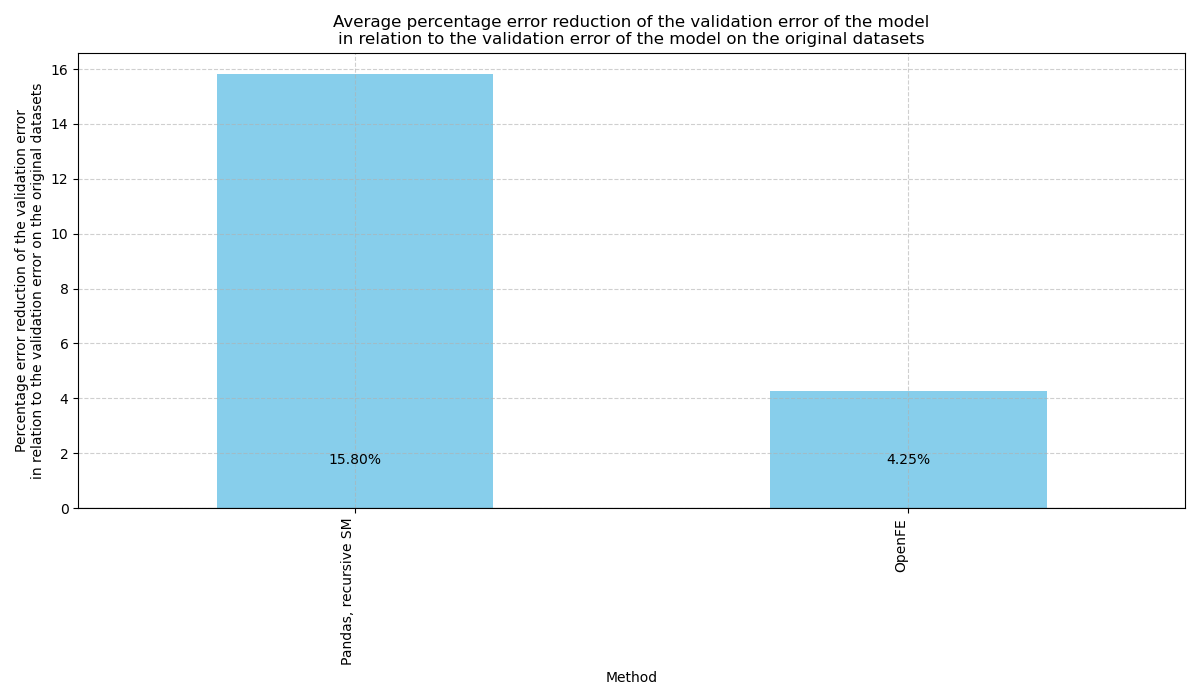 Average percentage error reduction of the validation error of the model
in relation to the validation error of the model on the original datasets
Percentage error reduction of the validation error
in relation to the validation error on the original datasets
16
14
12
10
8
6
4
2
0
15.80%
4.25%
Pandas, recursive SM
OpenFE
Method